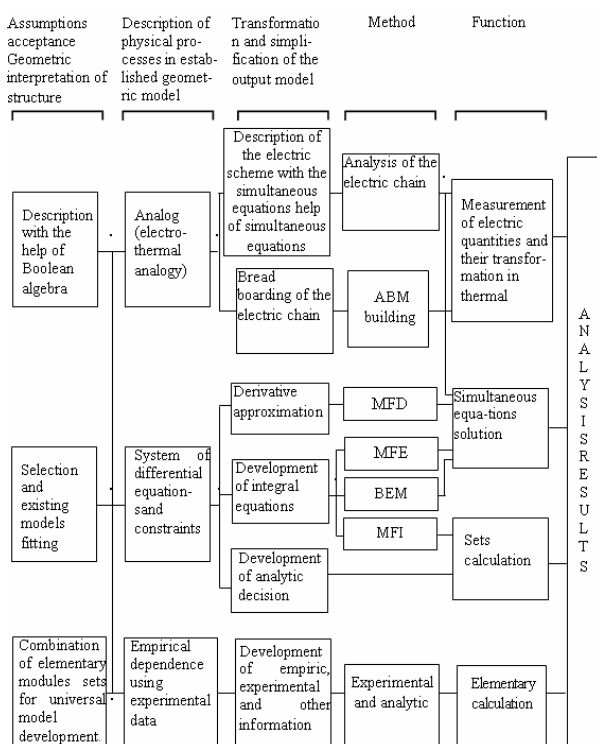 Assumptions
acceptance
Geometric
interpretation of
structure
Description of
physical pro-
cesses in estab-
lished geomet-
ric model
Transformatio
n and simpli-
fication of the
output model
Method
Function
Description
with the
help of
Boolean
algebra
Analog
(electro-
thermal
analogy)
Description of
the electric
scheme with the
simultaneous
equations help
of simultaneous
equations
Analysis of the
electric chain
Measurement
of electric
quantities and
their transfor-
mation in
thermal
Bread
boarding of the
electric chain
ABM
building
Derivative
approximation
MFD
Simultaneous
equa-tions
solution
Selection
and
existing
models
fitting
System of
differential
equation-
sand
constraints
Development
of integral
equations
MFE
BEM
MFI
Sets
calculation
Development
of analytic
decision
Combination
of elementary
modules sets
for universal
model
development.
Empirical
dependence
using
experimental
data
Development
of empiric,
experimental
and other
information
Experimental
and analytic
Elementary
calculation
A
N
A
L
Y
S
I
S
R
E
S
U
L
T
S